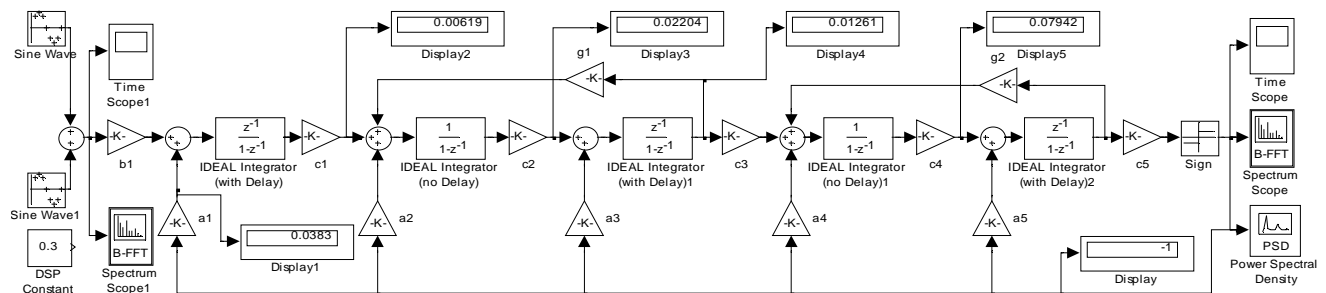 0.00619
0.02204
0.01261
0.07942
Sine Wave
Display2
Display3
Display4
Display5
g1
g2
-K-
-K-
Time
Scope1
Time
Scope
-K-
b1
z-1
1-z-1
IDEAL Integrator
(with Delay)
-K-
c1
1
1-z-1
IDEAL Integrator
(no Delay)
-K-
c2
z-1
1-z-1
IDEAL Integrator
(with Delay)1
-K-
c3
1
1-z-1
IDEAL Integrator
(no Delay)1
-K-
c4
z-1
1-z-1
IDEAL Integrator
(with Delay)2
-K-
c5
Sign
B-FFT
Spectrum
Scope
Sine Wave1
-K-
a1
-K-
a2
-K-
a3
-K-
a4
-K-
a5
0.3
DSP
Constant
B-FFT
Spectrum
Scope1
0.0383
Display1
-1
Display
PSD
Power Spectral
Density